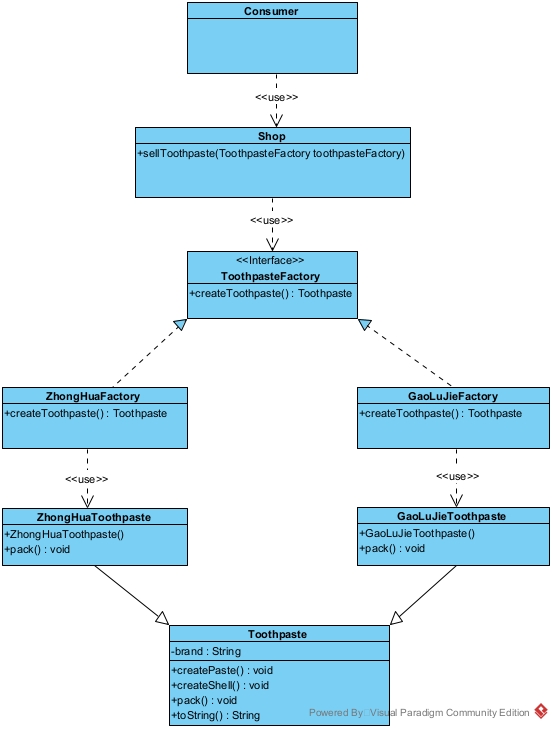 Consumer
<<use>>
Shop
+sellToothpaste(ToothpasteFactory toothpasteFactory)
<<use>>
<<Interface>>
ToothpasteFactory
+createToothpaste() : Toothpaste
ZhongHuaFactory
+createToothpaste() : Toothpaste
GaoLuJieFactory
+createToothpaste() : Toothpaste
<<use>>
<<use>>
ZhongHuaToothpaste
+ZhongHuaToothpaste()
+pack() : void
GaoLuJieToothpaste
+GaoLuJieToothpaste()
+pack() : void
Toothpaste
-brand : String
+createPaste() : void
+createShell() : void
+pack() : void
+toString() : String
Powered By Visual Paradigm Community Edition